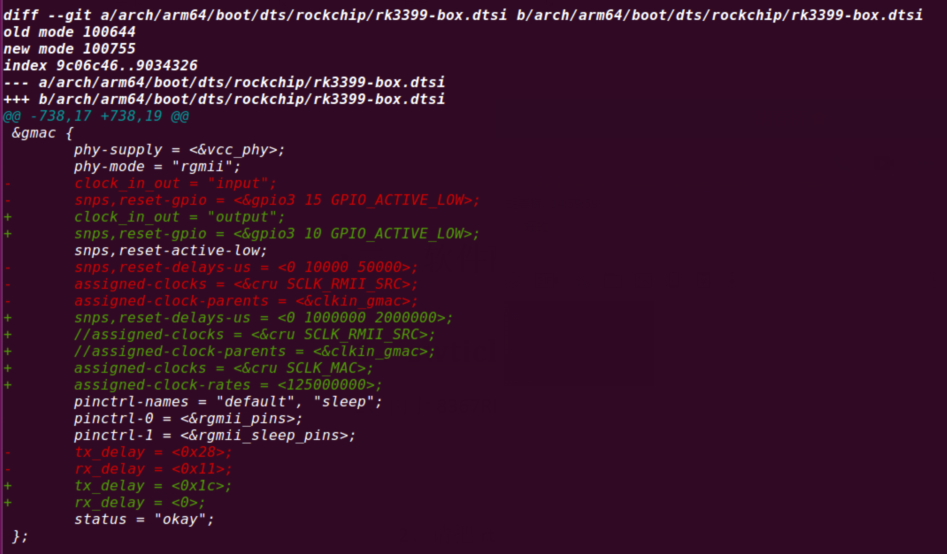 diff --git a/arch/arm64/boot/dts/rockchip/rk3399-box.dtsi b/arch/arm64/boot/dts/rockchip/rk3399-box.dtsi
old mode 100644
new mode 100755
index 9c06c46..9034326
--- a/arch/arm64/boot/dts/rockchip/rk3399-box.dtsi
+++ b/arch/arm64/boot/dts/rockchip/rk3399-box.dtsi
@@ -738,17 +738,19 @@
 &gmac {
        phy-supply = <&vcc_phy>;
        phy-mode = "rgmii";
-       clock_in_out = "input";
-       snps,reset-gpio = <&gpio3 15 GPIO_ACTIVE_LOW>;
+       clock_in_out = "output";
+       snps,reset-gpio = <&gpio3 10 GPIO_ACTIVE_LOW>;
        snps,reset-active-low;
-       snps,reset-delays-us = <0 10000 50000>;
-       assigned-clocks = <&cru SCLK_RMII_SRC>;
-       assigned-clock-parents = <&clkin_gmac>;
+       snps,reset-delays-us = <0 1000000 2000000>;
+       //assigned-clocks = <&cru SCLK_RMII_SRC>;
+       //assigned-clock-parents = <&clkin_gmac>;
+       assigned-clocks = <&cru SCLK_MAC>;
+       assigned-clock-rates = <125000000>;
        pinctrl-names = "default", "sleep";
        pinctrl-0 = <&rgmii_pins>;
        pinctrl-1 = <&rgmii_sleep_pins>;
-       tx_delay = <0x28>;
-       rx_delay = <0x11>;
+       tx_delay = <0x1c>;
+       rx_delay = <0>;
        status = "okay";
 };